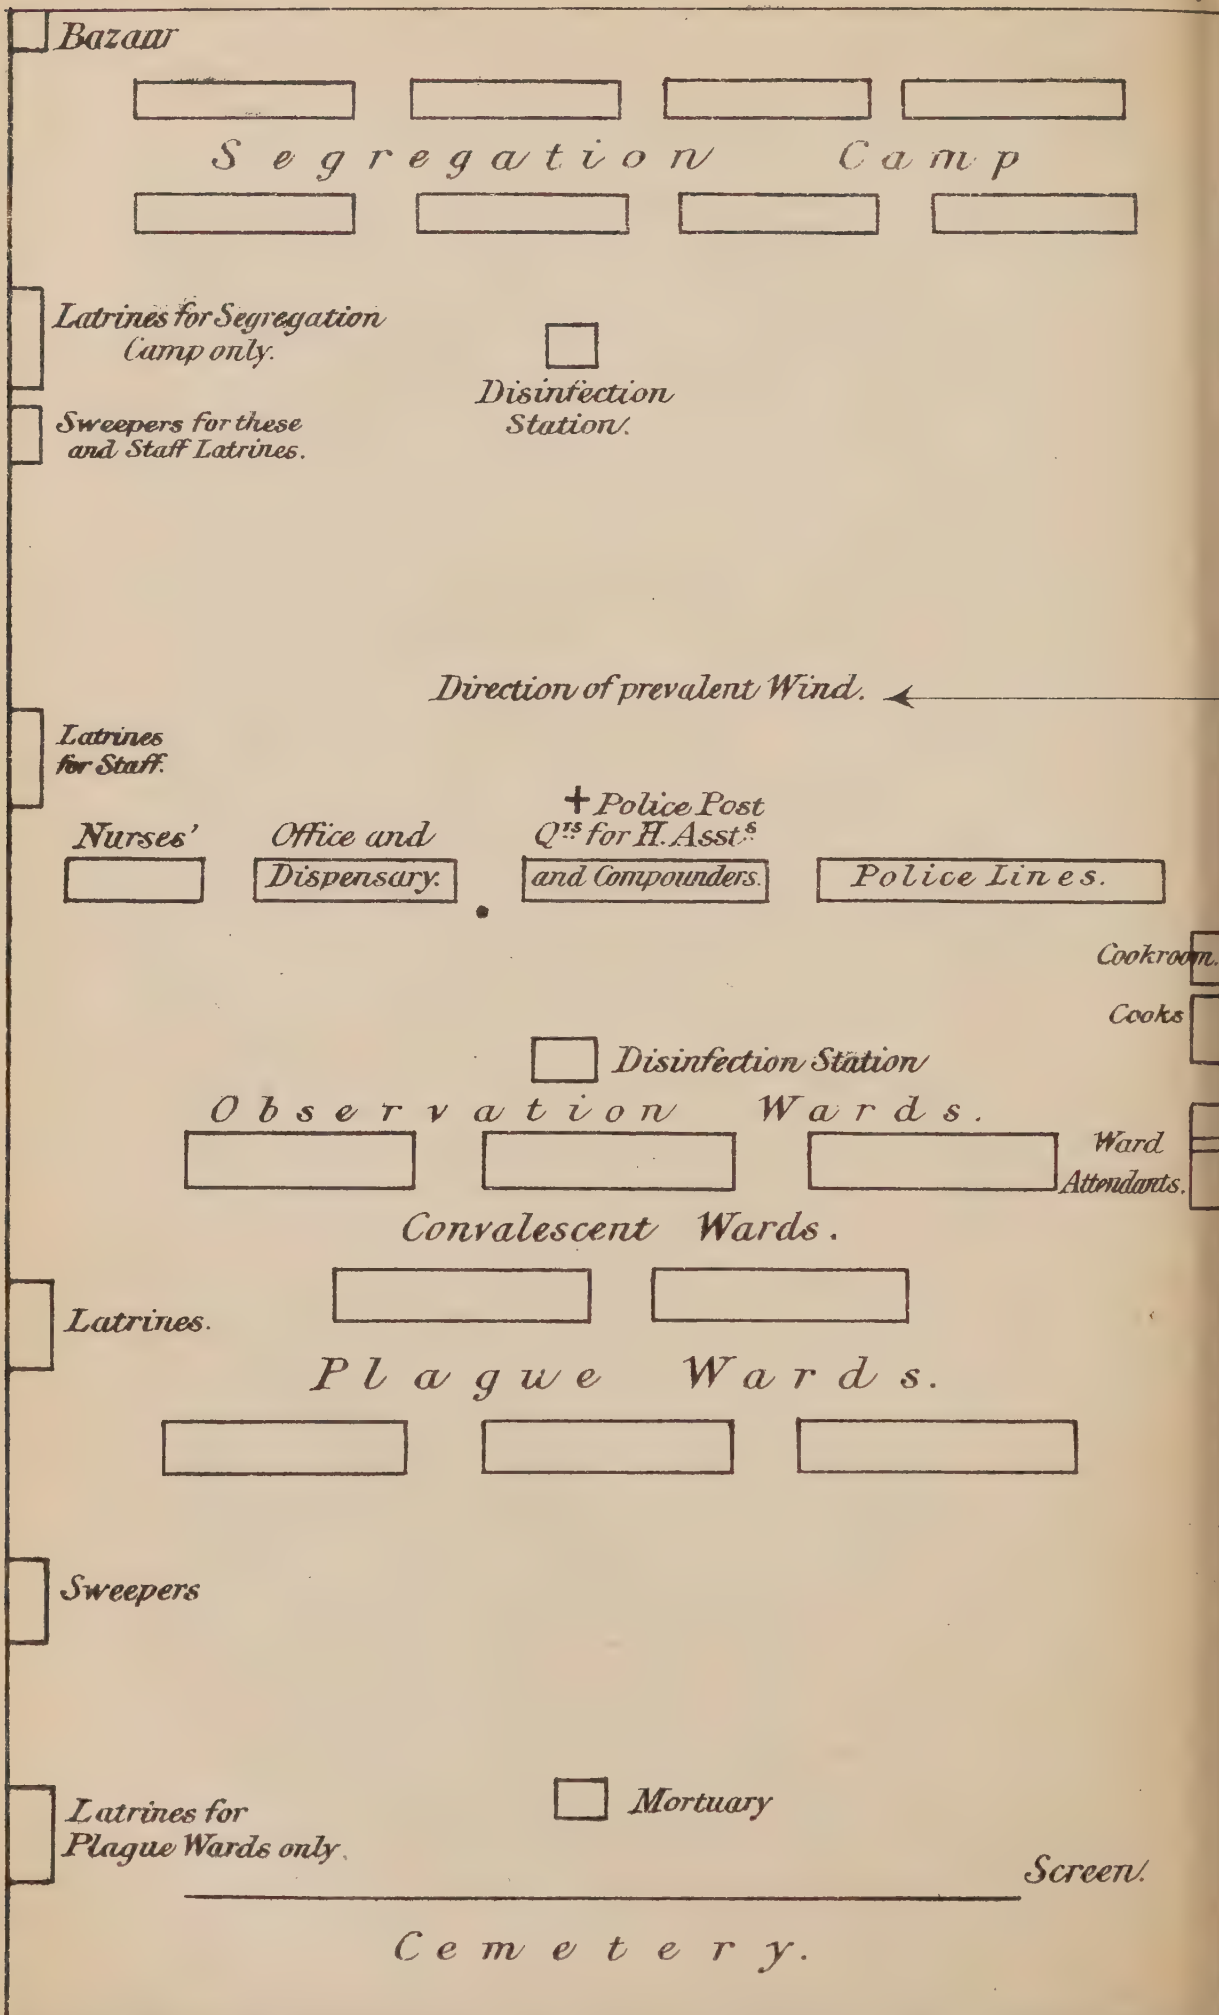 Bazaar
Segregation Camp
Latrines for Segregation
Camp only.
Disinfection
Station.
Sweepers for these
and Staff Latrines.
Direction of prevalent Wind.
Latrines
for Staff.
Police Post
Nurses'
Office and
Dispensary.
Qrs for H. Assts
and Compounders.
Police Lines.
Cookroom.
Cooks
Disinfection Station
Observation Wards.
Ward
Attendants.
Convalescent Wards.
Latrines.
Plague Wards.
Sweepers
Mortuary
Latrines for
Plague Wards only.
Screen.
Cemetery.